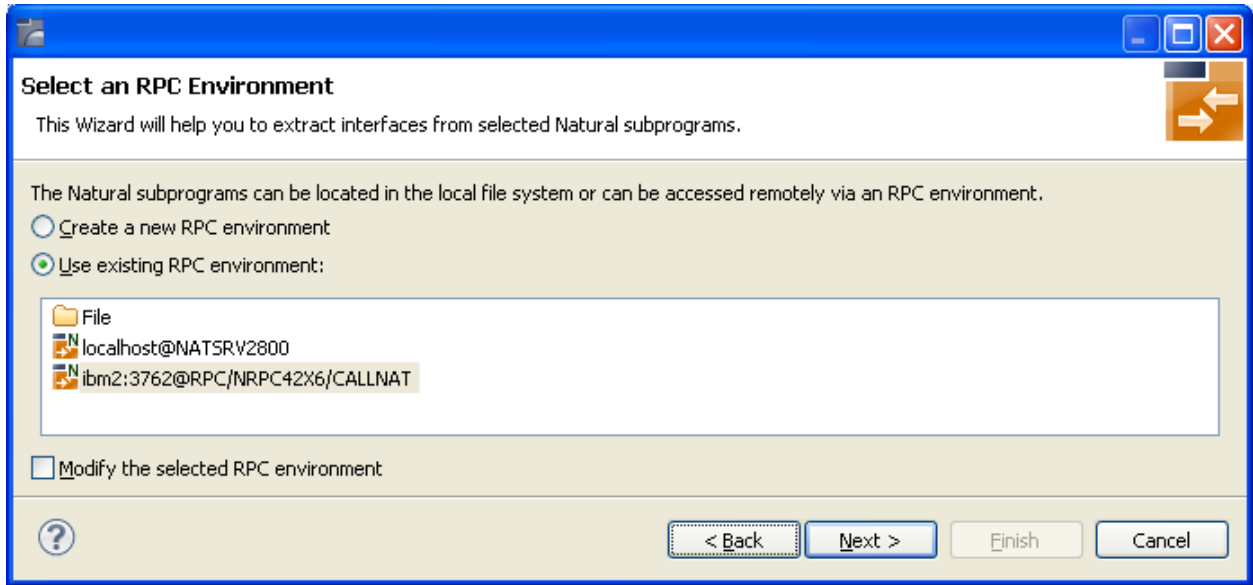 Select an RPC Environment
This Wizard will help you to extract interfaces from selected Natural subprograms.
The Natural subprograms can be located in the local file system or can be accessed remotely via an RPC environment.
Create a new RPC environment
Use existing RPC environment:
File
N localhost@NATSRV2800
N ibm2:3762@RPC/NRPC42X6/CALLNAT
Modify the selected RPC environment
? < Back Next > Finish Cancel